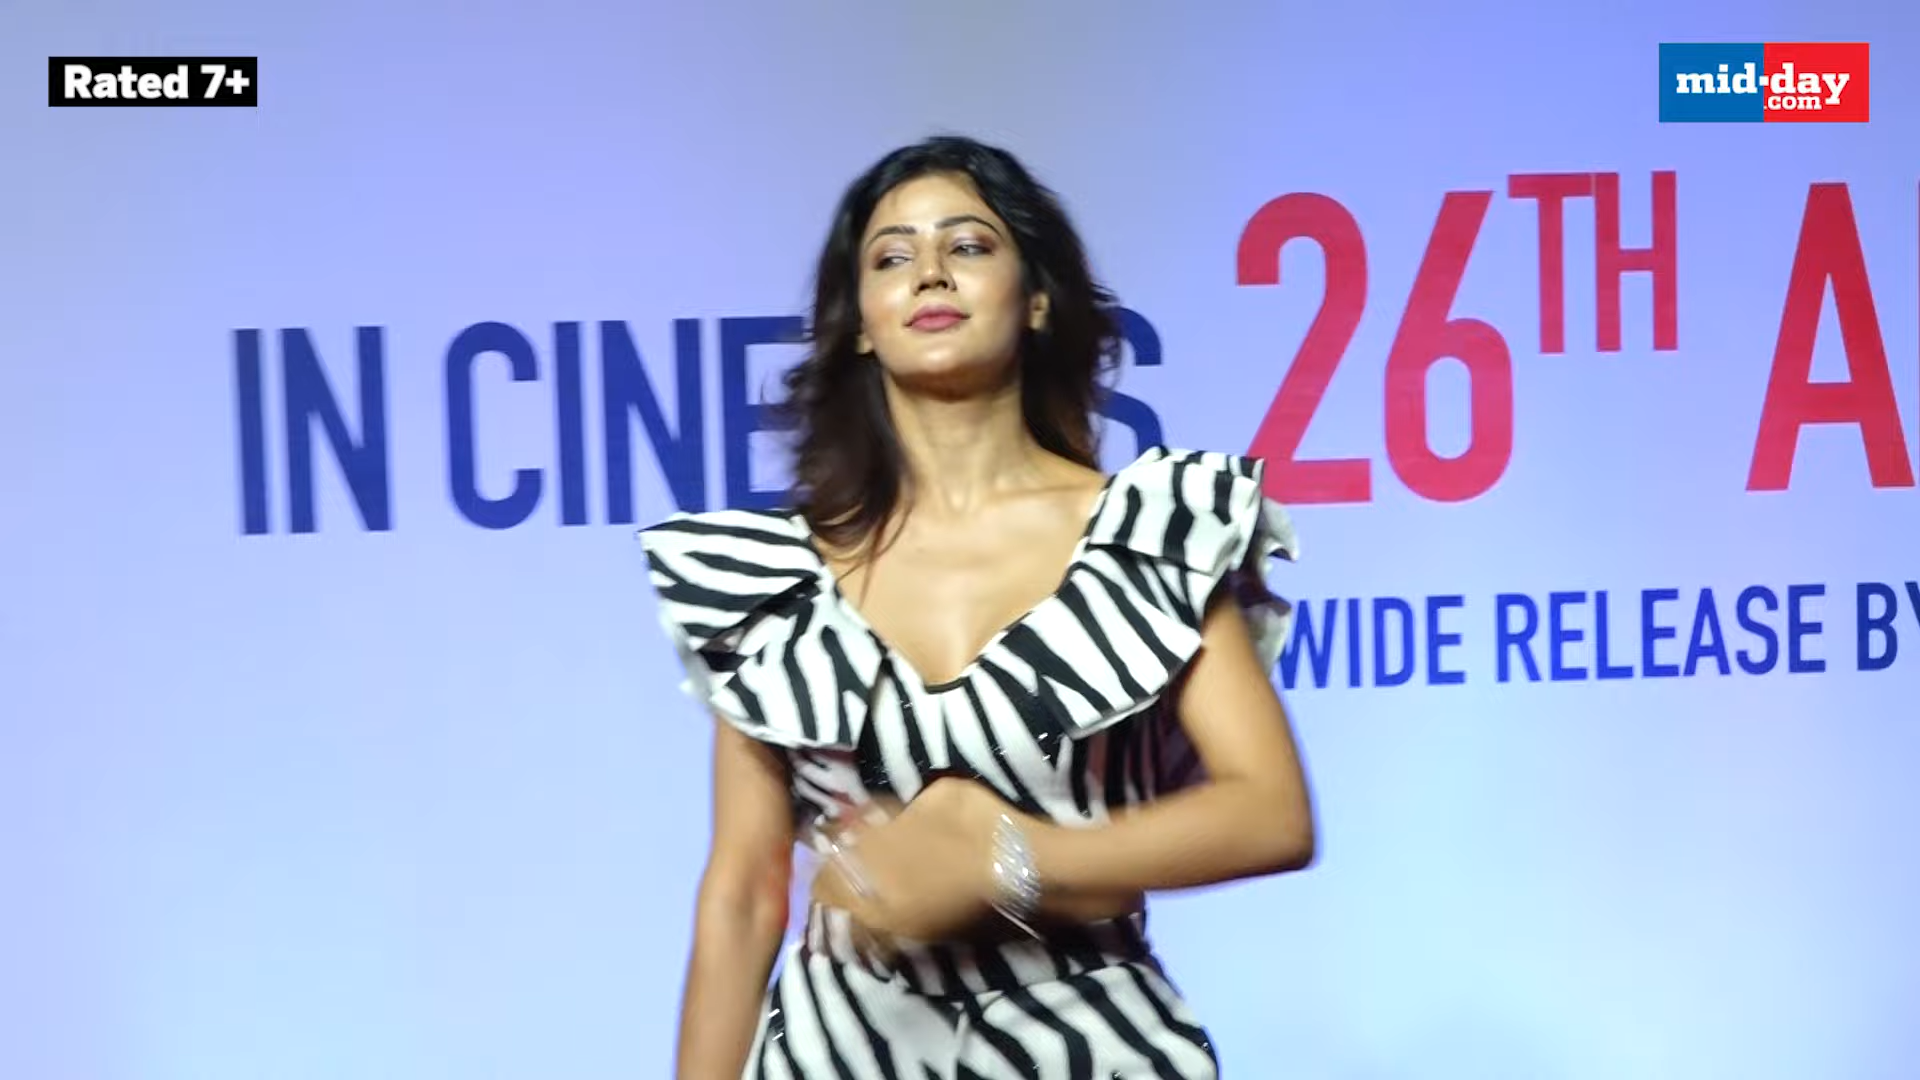 Rated 7+
mid-day
.com
IN CINE
S 26TH A
WIDE RELEASE BY